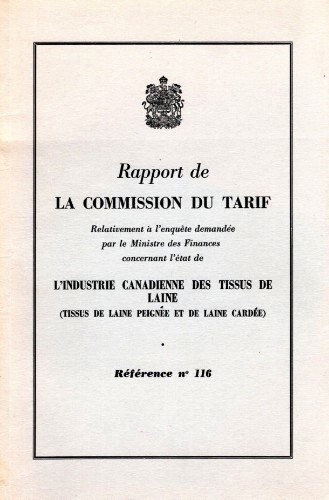 Rapport de
LA COMMISSION DU TARIF
Relativement à l'enquête demandée
par le Ministre des Finances
concernant l'état de
L'INDUSTRIE CANADIENNE DES TISSUS DE
LAINE
(TISSUS DE LAINE PEIGNÉE ET DE LAINE CARDÉE)
Référence nº 116